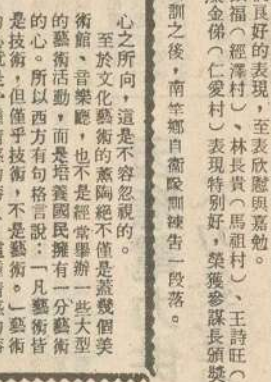 良好的表現，至表欣慰與嘉勉。
福（經澤村）、林長貴（馬祖村）、王詩旺（
金俤（仁愛村）表現特別好，榮獲參謀長頒獎
訓之後，南竿鄉自衛隊訓練告一段落。
心之所向，這是不容忽視的。
至於文化藝術的薰陶絕不僅是蓋幾個美
術館、音樂廳，也不是經常舉辦一些大型
的藝術活動，而是培養國民擁有一分藝術
的心。所以西方有句格言說：「凡藝術皆
是技術，但僅乎技術，不是藝術。」藝術